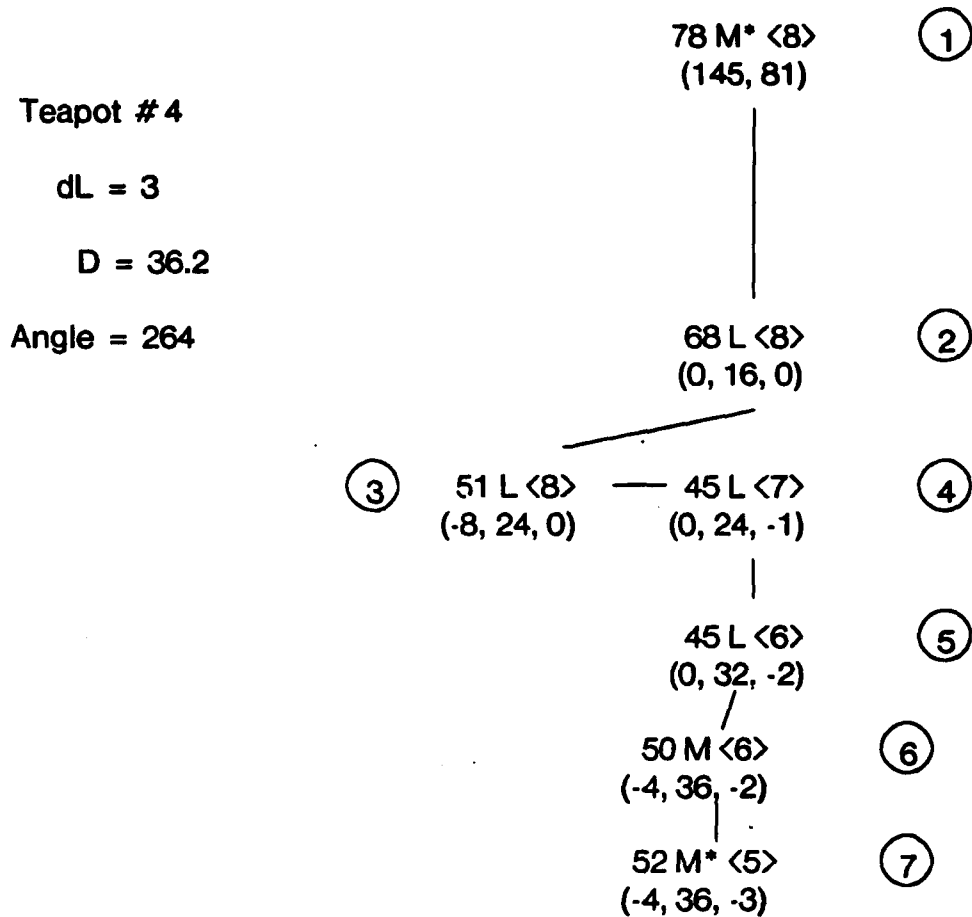 78 M* <8>
(145, 81)
1
Teapot # 4
dL = 3
D = 36.2
Angle = 264
68 L <8>
(0, 16, 0)
2
3
51 L <8>
(-8, 24, 0)
45 L <7>
(0, 24, -1)
4
45 L <6>
(0, 32, -2)
5
50 M <6>
(-4, 36, -2)
6
52 M* <5>
(-4, 36, -3)
7